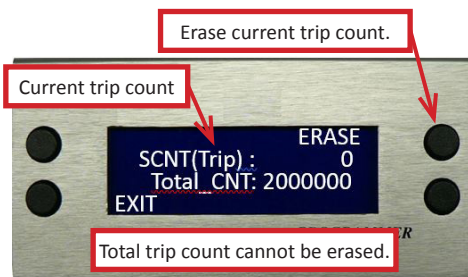 Erase current trip count.
Current trip count
ERASE
SCNT(Trip) : 0
Total_CNT: 2000000
EXIT
Total trip count cannot be erased.